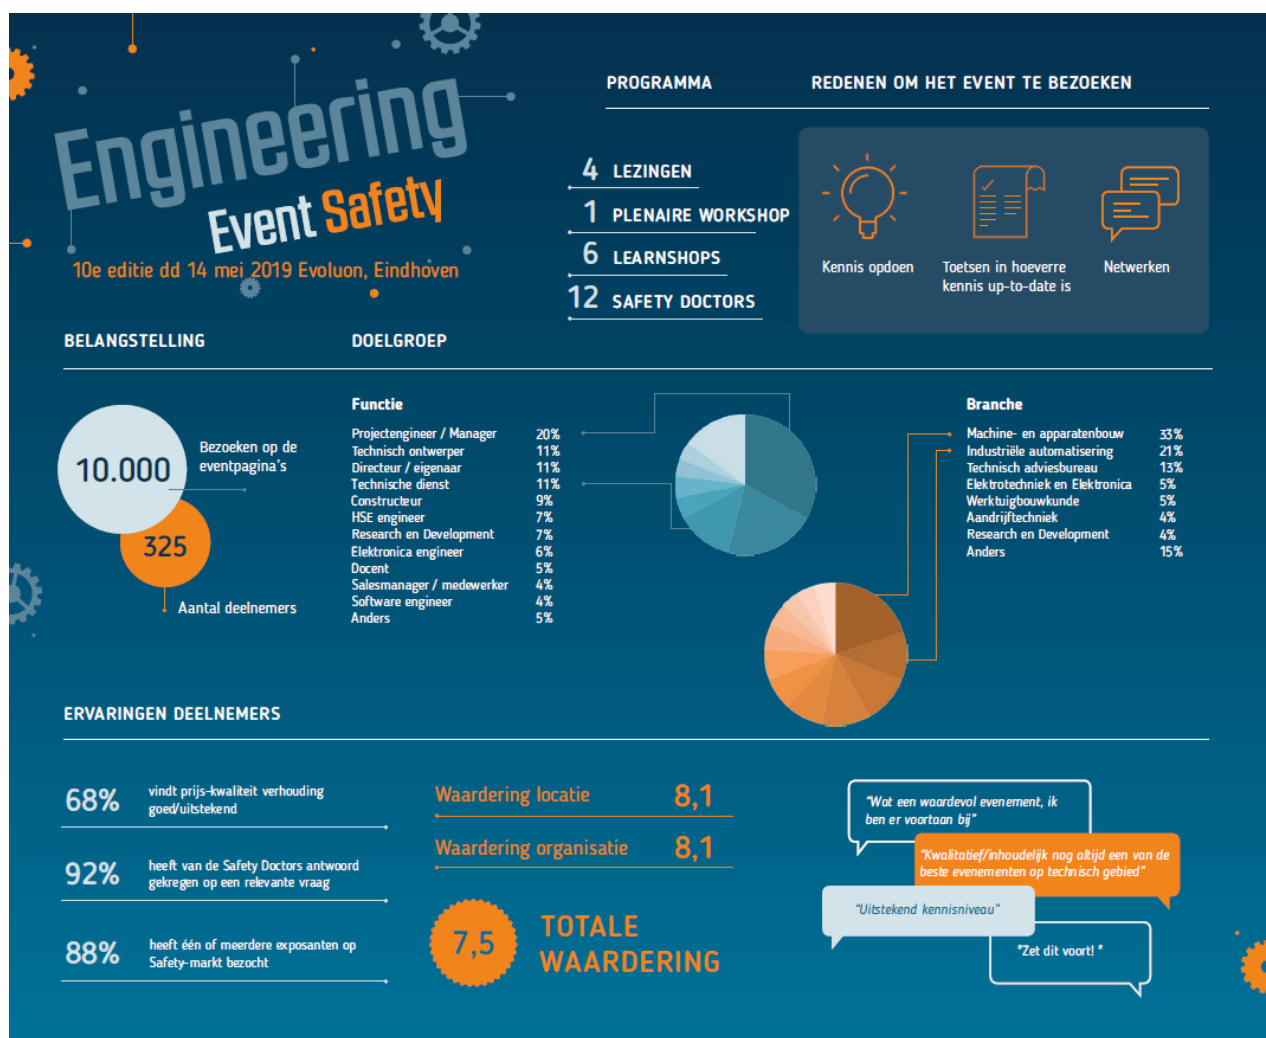 Engineering
Event Safety
10e editie dd 14 mei 2019 Evoluon, Eindhoven
PROGRAMMA
4 LEZINGEN
1 PLENAIRE WORKSHOP
6 LEARNSHOPS
12 SAFETY DOCTORS
REDENEN OM HET EVENT TE BEZOEKEN
Kennis opdoen
Toetsen in hoeverre
kennis up-to-date is
Netwerken
BELANGSTELLING
10.000
Bezoeken op de
eventpagina's
325
Aantal deelnemers
DOELGROEP
Functie
Projectengineer / Manager 20%
Technisch ontwerper 11%
Directeur / eigenaar 11%
Technische dienst 11%
Constructeur 9%
HSE engineer 7%
Research en Development 7%
Elektronica engineer 6%
Docent 5%
Salesmanager / medewerker 4%
Software engineer 4%
Anders 5%
Branche
Machine- en apparatenbouw 33%
Industriële automatisering 21%
Technisch adviesbureau 13%
Elektrotechniek en Elektronica 5%
Werktuigbouwkunde 5%
Aandrijftechniek 4%
Research en Development 4%
Anders 15%
ERVARINGEN DEELNEMERS
68% vindt prijs-kwaliteit verhouding
goed/uitstekend
92% heeft van de Safety Doctors antwoord
gekregen op een relevante vraag
88% heeft één of meerdere exposanten op
Safety-markt bezocht
Waardering locatie 8,1
Waardering organisatie 8,1
7,5 TOTALE
WAARDERING
"Wat een waardevol evenement, ik
ben er voortaan bij"
"Kwalitatief/inhoudelijk nog altijd een van de
beste evenementen op technisch gebied"
"Uitstekend kennisniveau"
"Zet dit voort! "